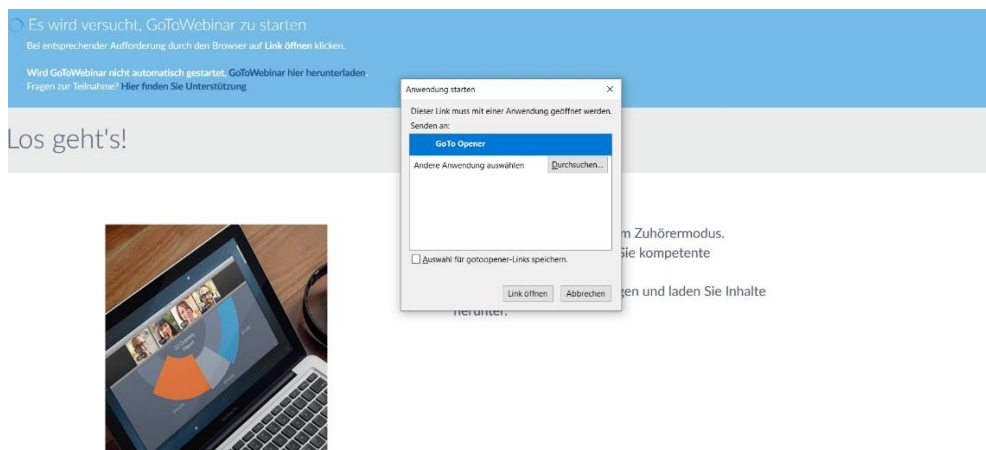 Es wird versucht, GoToWebinar zu starten
Bei entsprechender Aufforderung durch den Browser auf Link öffnen klicken.
Wird GoToWebinar nicht automatisch gestartet, GoToWebinar hier herunterladen.
Fragen zur Teilnahme? Hier finden Sie Unterstützung
Los geht's!
Anwendung starten
Dieser Link muss mit einer Anwendung geöffnet werden.
Senden an:
GoTo Opener
Andere Anwendung auswählen Durchsuchen...
Auswahl für gotoopener-Links speichern.
Link öffnen Abbrechen
m Zuhörermodus.
Sie kompetente
gen und laden Sie Inhalte
herunter.